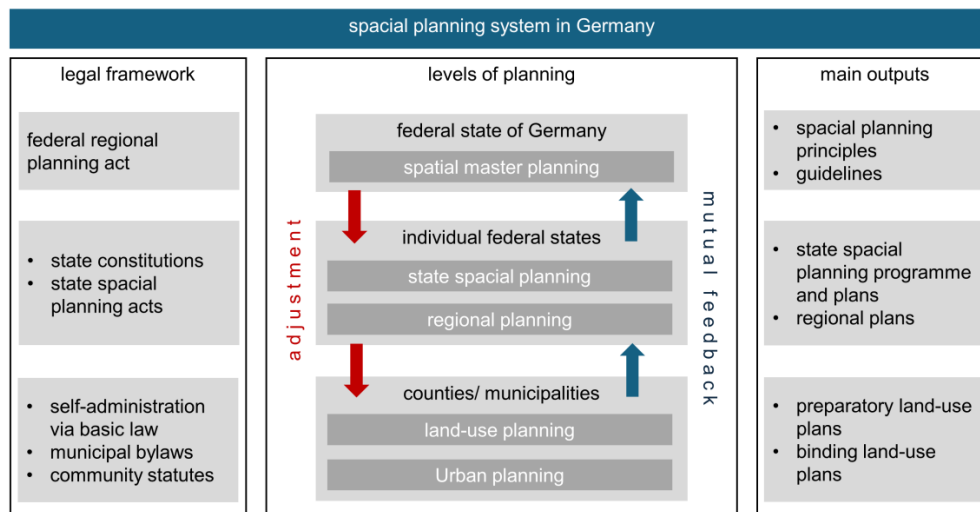 spacial planning system in Germany
legal framework
federal regional
planning act
• state constitutions
• state spacial
planning acts
• self-administration
via basic law
• municipal bylaws
• community statutes
levels of planning
federal state of Germany
spatial master planning
adjustment
mutual feedback
individual federal states
state spacial planning
regional planning
counties/ municipalities
land-use planning
Urban planning
main outputs
• spacial planning
principles
• guidelines
• state spacial
planning programme
and plans
• regional plans
• preparatory land-use
plans
• binding land-use
plans